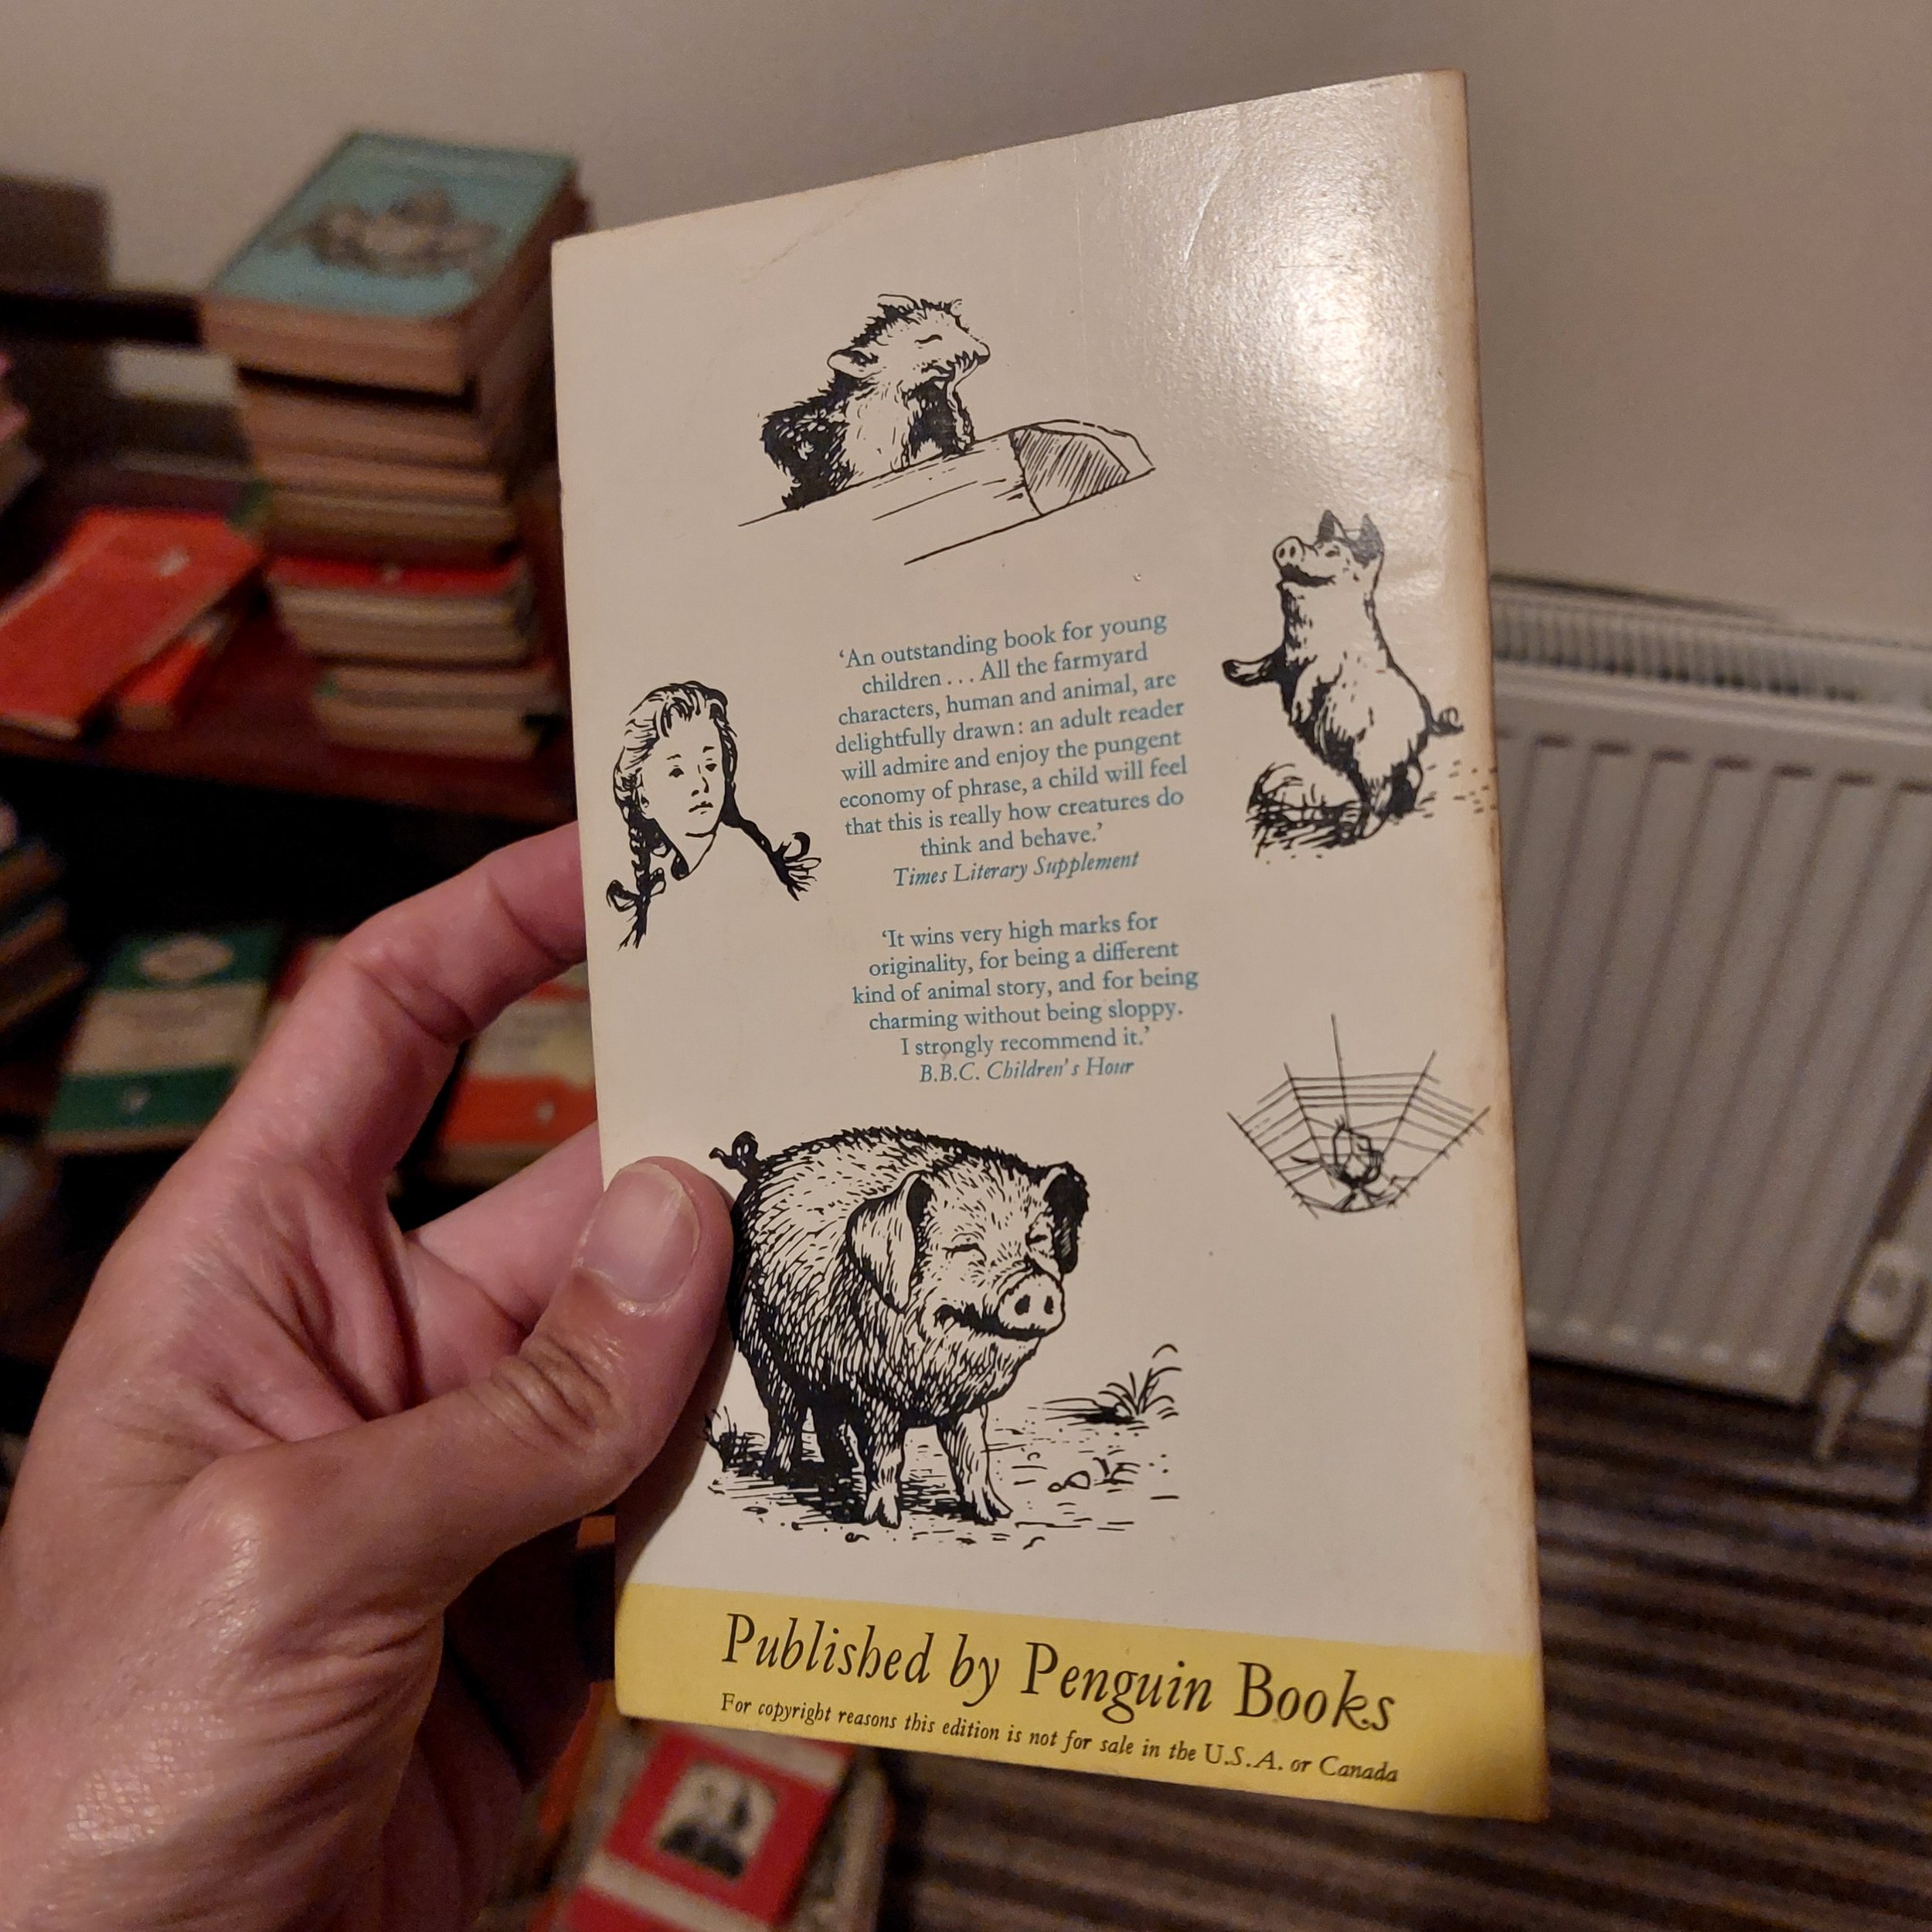 ‘An outstanding book for young
children . . . All the farmyard
characters, human and animal, are
delightfully drawn: an adult reader
will admire and enjoy the pungent
economy of phrase, a child will feel
that this is really how creatures do
think and behave.’
Times Literary Supplement
‘It wins very high marks for
originality, for being a different
kind of animal story, and for being
charming without being sloppy.
I strongly recommend it.’
B.B.C. Children's Hour
Published by Penguin Books
For copyright reasons this edition is not for sale in the U.S.A. or Canada